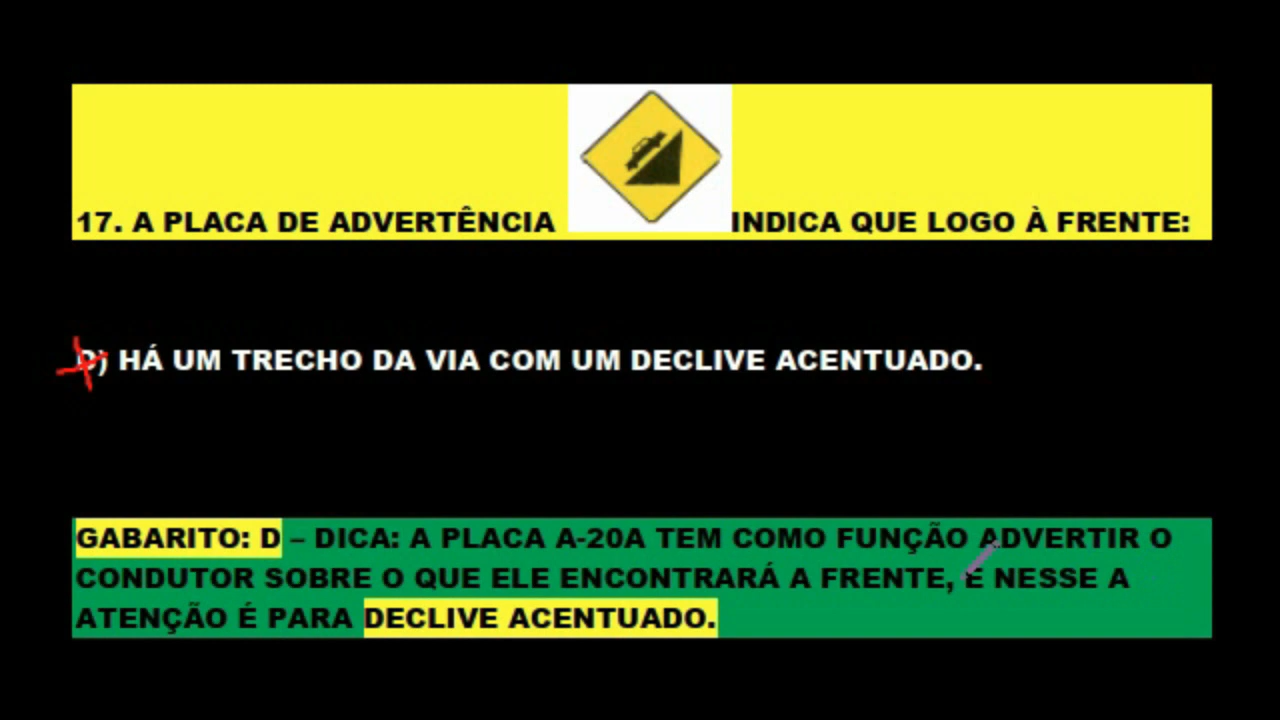 17. A PLACA DE ADVERTÊNCIA INDICA QUE LOGO À FRENTE:
D) HÁ UM TRECHO DA VIA COM UM DECLIVE ACENTUADO.
GABARITO: D – DICA: A PLACA A-20A TEM COMO FUNÇÃO ADVERTIR O
CONDUTOR SOBRE O QUE ELE ENCONTRARÁ A FRENTE, E NESSE A
ATENÇÃO É PARA DECLIVE ACENTUADO.